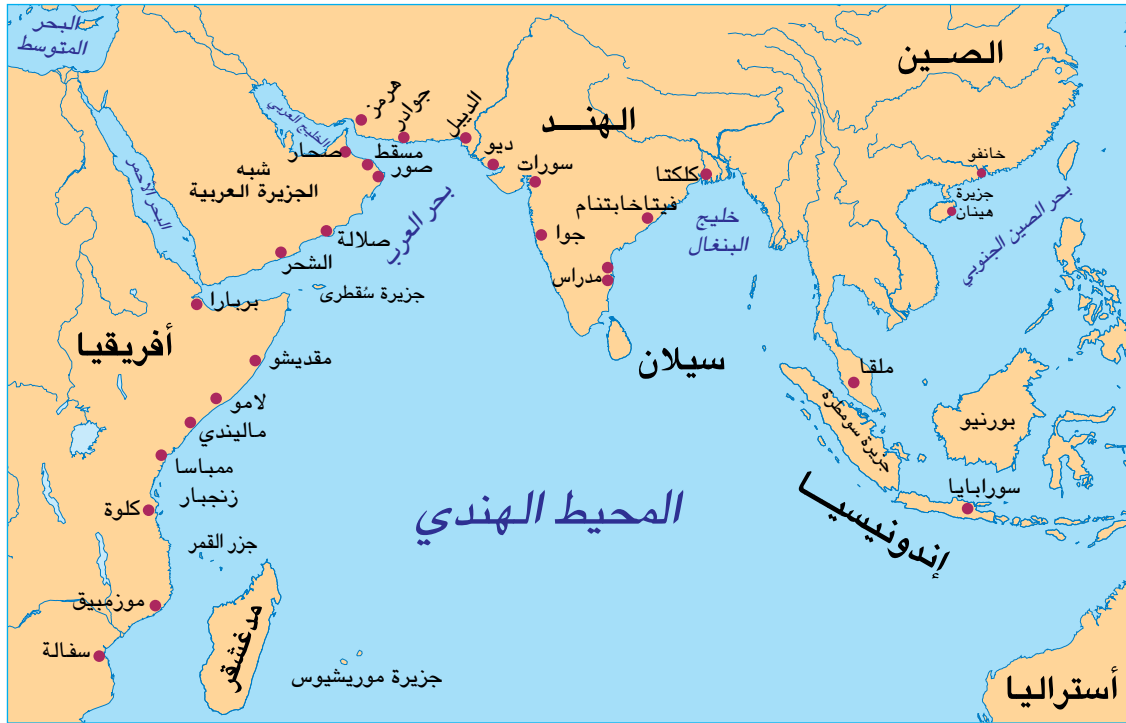 البحر
المتوسط
الصــين
الهنــد
هرمز
جوادر
الديبل
الخليج العربي
صحار
مسقط
صور
ديو
سورات
كلكتا
خانفو
شبه
الجزيرة العربية
البحر الأحمر
بحر العرب
فيتاخابتنام
خليج
البنغال
جزيرة
هينان
بحر الصين الجنوبي
صلالة
جوا
الشحر
مدراس
جزيرة سُقطرى
بربارا
أفريقيا
مقديشو
سيلان
ملقا
لامو
ماليندي
جزيرة سومطرة
بورنيو
ممباسا
زنجبار
كلوة
المحيط الهندي
سورابايا
إندونيسيــا
جزر القمر
موزمبيق
سفالة
مدغشقر
جزيرة موريشيوس
أستراليا